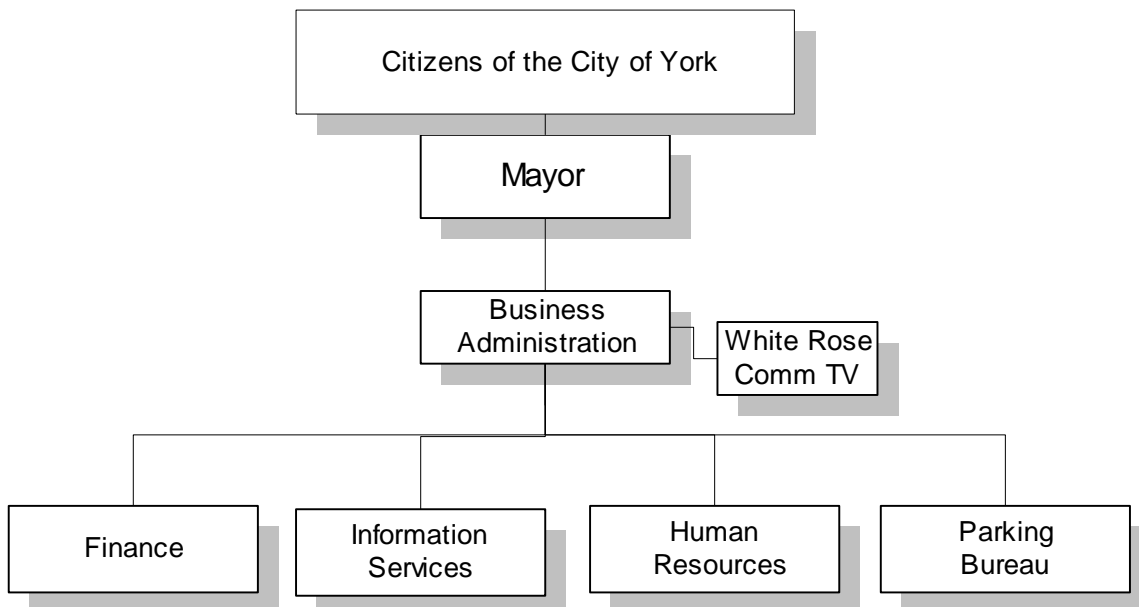 Citizens of the City of York
Mayor
Business
Administration
White Rose
Comm TV
Finance
Information
Services
Human
Resources
Parking
Bureau